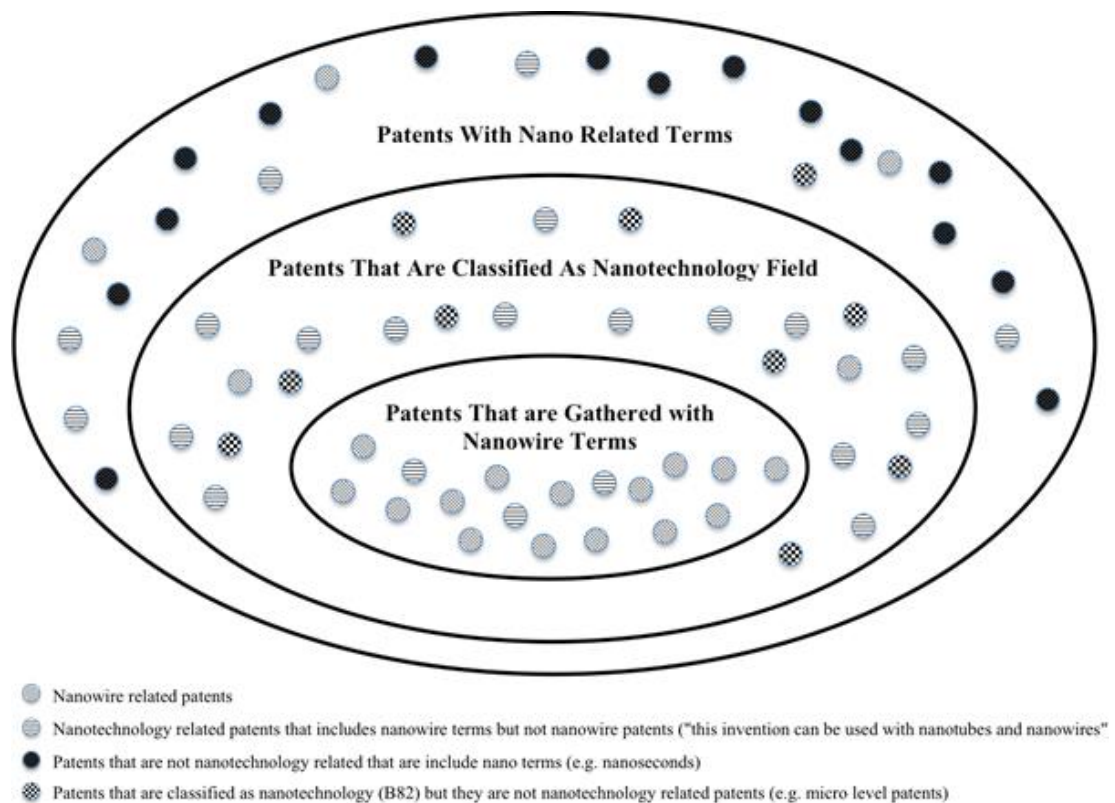 Patents With Nano Related Terms
Patents That Are Classified As Nanotechnology Field
Patents That are Gathered with
Nanowire Terms
Nanowire related patents
Nanotechnology related patents that includes nanowire terms but not nanowire patents ("this invention can be used with nanotubes and nanowires"
Patents that are not nanotechnology related that are include nano terms (e.g. nanoseconds)
Patents that are classified as nanotechnology (B82) but they are not nanotechnology related patents (e.g. micro level patents)